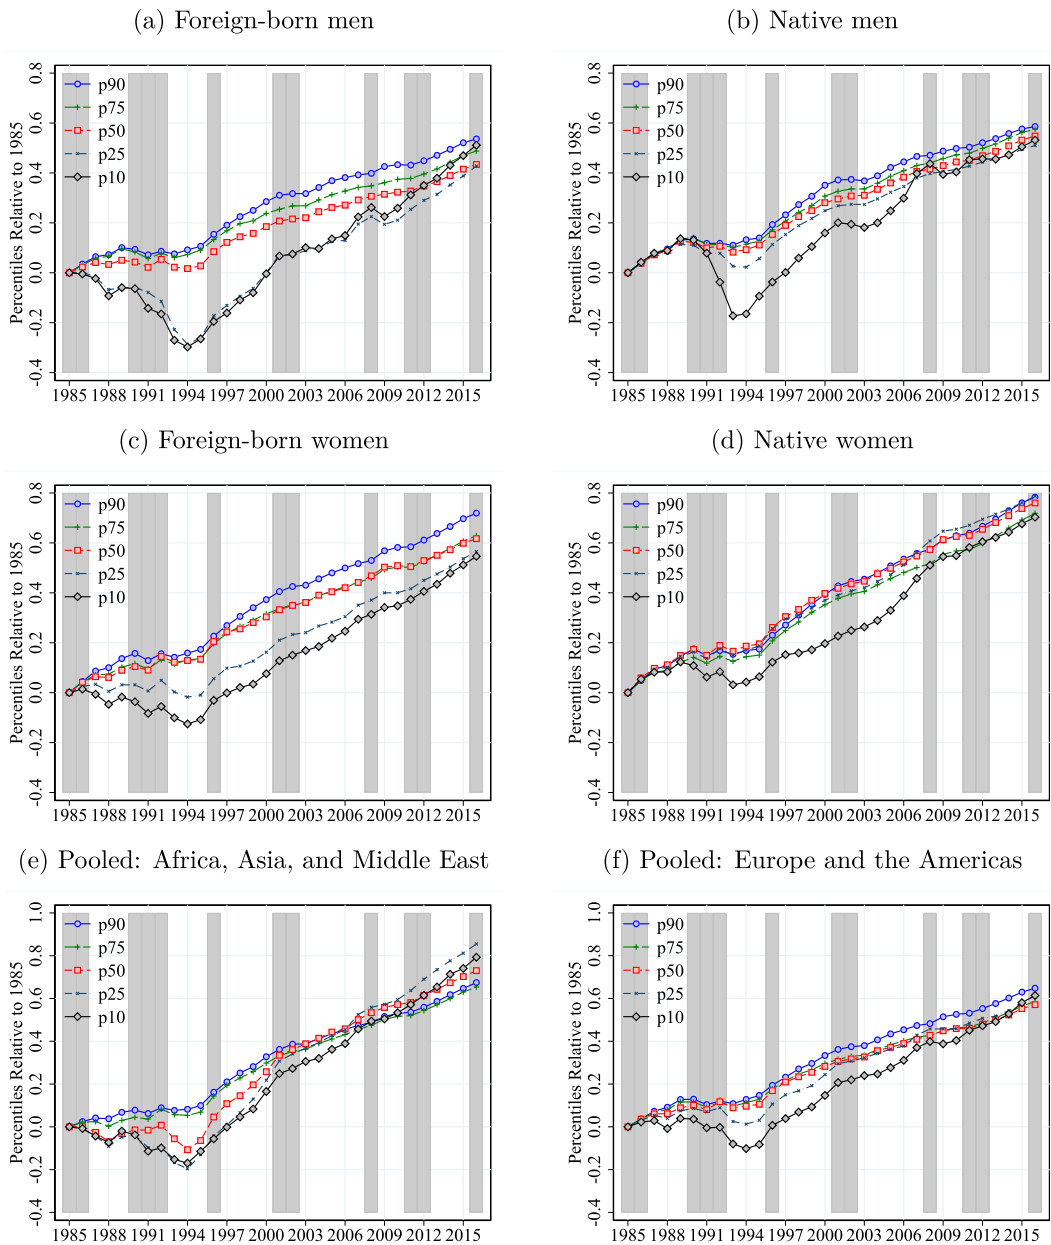 (a) Foreign-born men
Percentiles Relative to 1985
0.8
0.6
0.4
0.2
0.0
-0.2
-0.4
p90
p75
p50
p25
p10
1985 1988 1991 1994 1997 2000 2003 2006 2009 2012 2015
(b) Native men
Percentiles Relative to 1985
0.8
0.6
0.4
0.2
0.0
-0.2
-0.4
p90
p75
p50
p25
p10
1985 1988 1991 1994 1997 2000 2003 2006 2009 2012 2015
(c) Foreign-born women
Percentiles Relative to 1985
0.8
0.6
0.4
0.2
0.0
-0.2
-0.4
p90
p75
p50
p25
p10
1985 1988 1991 1994 1997 2000 2003 2006 2009 2012 2015
(d) Native women
Percentiles Relative to 1985
0.8
0.6
0.4
0.2
0.0
-0.2
-0.4
p90
p75
p50
p25
p10
1985 1988 1991 1994 1997 2000 2003 2006 2009 2012 2015
(e) Pooled: Africa, Asia, and Middle East
Percentiles Relative to 1985
1.0
0.8
0.6
0.4
0.2
0.0
-0.2
-0.4
p90
p75
p50
p25
p10
1985 1988 1991 1994 1997 2000 2003 2006 2009 2012 2015
(f) Pooled: Europe and the Americas
Percentiles Relative to 1985
1.0
0.8
0.6
0.4
0.2
0.0
-0.2
-0.4
p90
p75
p50
p25
p10
1985 1988 1991 1994 1997 2000 2003 2006 2009 2012 2015